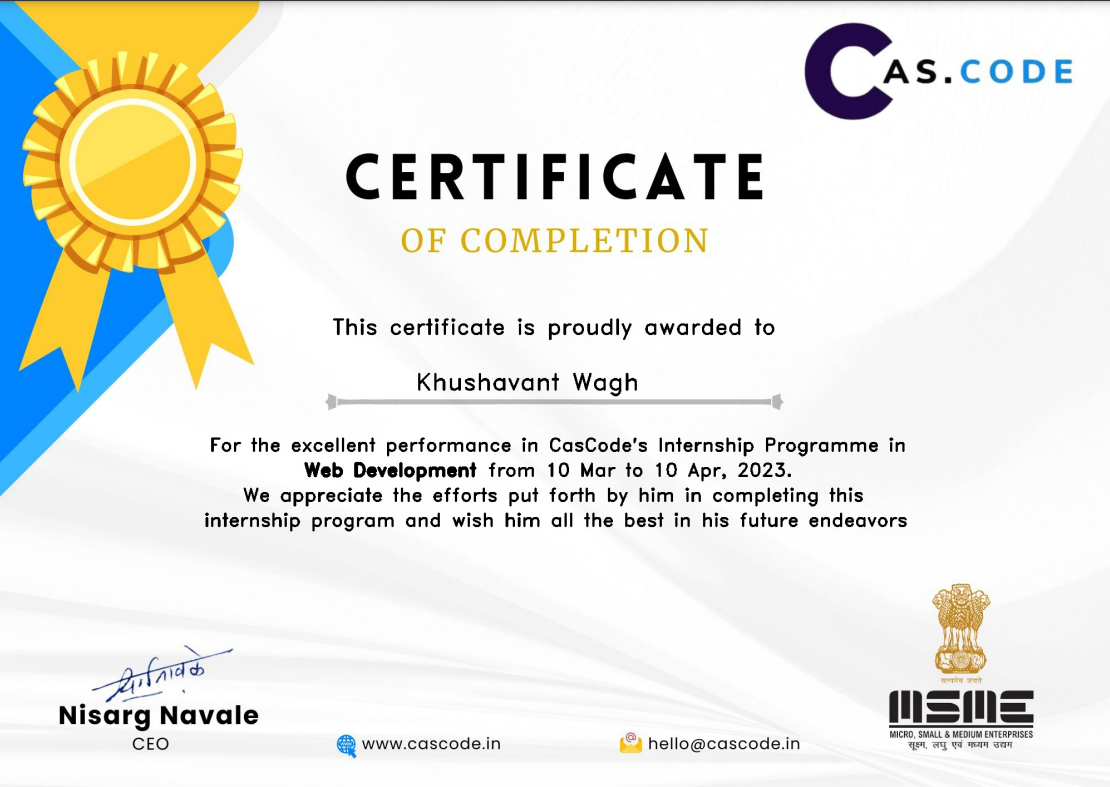 CAS.CODE
CERTIFICATE
OF COMPLETION
This certificate is proudly awarded to
Khushavant Wagh
For the excellent performance in CasCode's Internship Programme in
Web Development from 10 Mar to 10 Apr, 2023.
We appreciate the efforts put forth by him in completing this
internship program and wish him all the best in his future endeavors
सत्यमेव जयते
MSME
MICRO, SMALL & MEDIUM ENTERPRISES
सूक्ष्म, लघु एवं मध्यम उद्यम
Nisarg Navale
CEO
www.cascode.in
hello@cascode.in